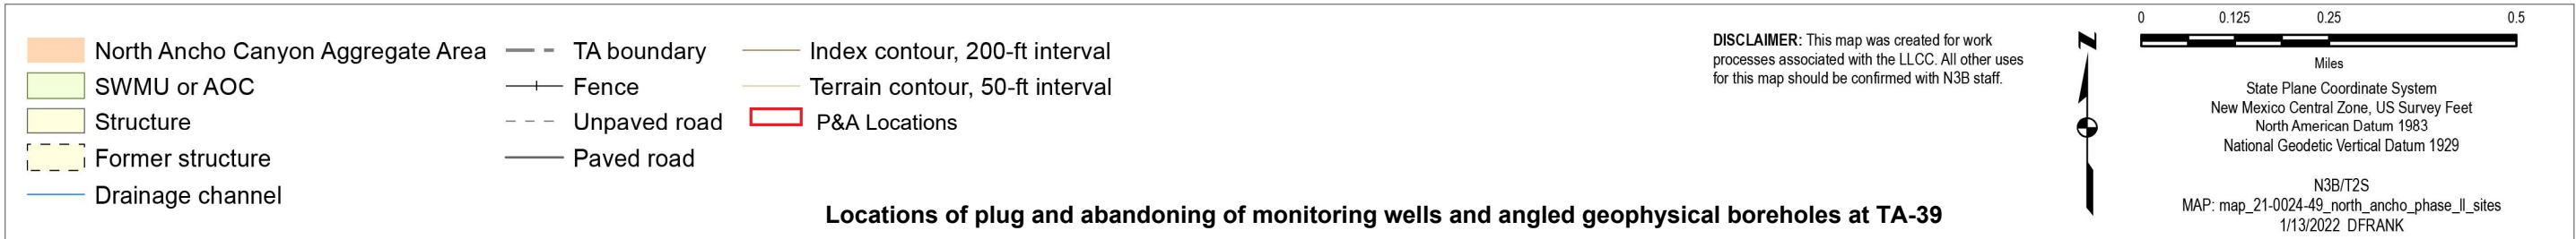 North Ancho Canyon Aggregate Area
SWMU or AOC
Structure
Former structure
Drainage channel
TA boundary
Fence
Unpaved road
Paved road
Index contour, 200-ft interval
Terrain contour, 50-ft interval
P&A Locations
Locations of plug and abandoning of monitoring wells and angled geophysical boreholes at TA-39
DISCLAIMER: This map was created for work
processes associated with the LLCC. All other uses
for this map should be confirmed with N3B staff.
N
0 0.125 0.25 0.5
Miles
State Plane Coordinate System
New Mexico Central Zone, US Survey Feet
North American Datum 1983
National Geodetic Vertical Datum 1929
N3B/T2S
MAP: map_21-0024-49_north_ancho_phase_II_sites
1/13/2022 DFRANK